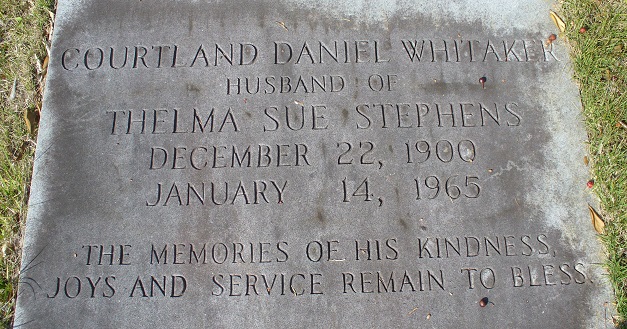 COURTLAND DANIEL WHITAKER
HUSBAND OF
THELMA SUE STEPHENS
DECEMBER 22, 1900
JANUARY 14, 1965
THE MEMORIES OF HIS KINDNESS,
JOYS AND SERVICE REMAIN TO BLESS.